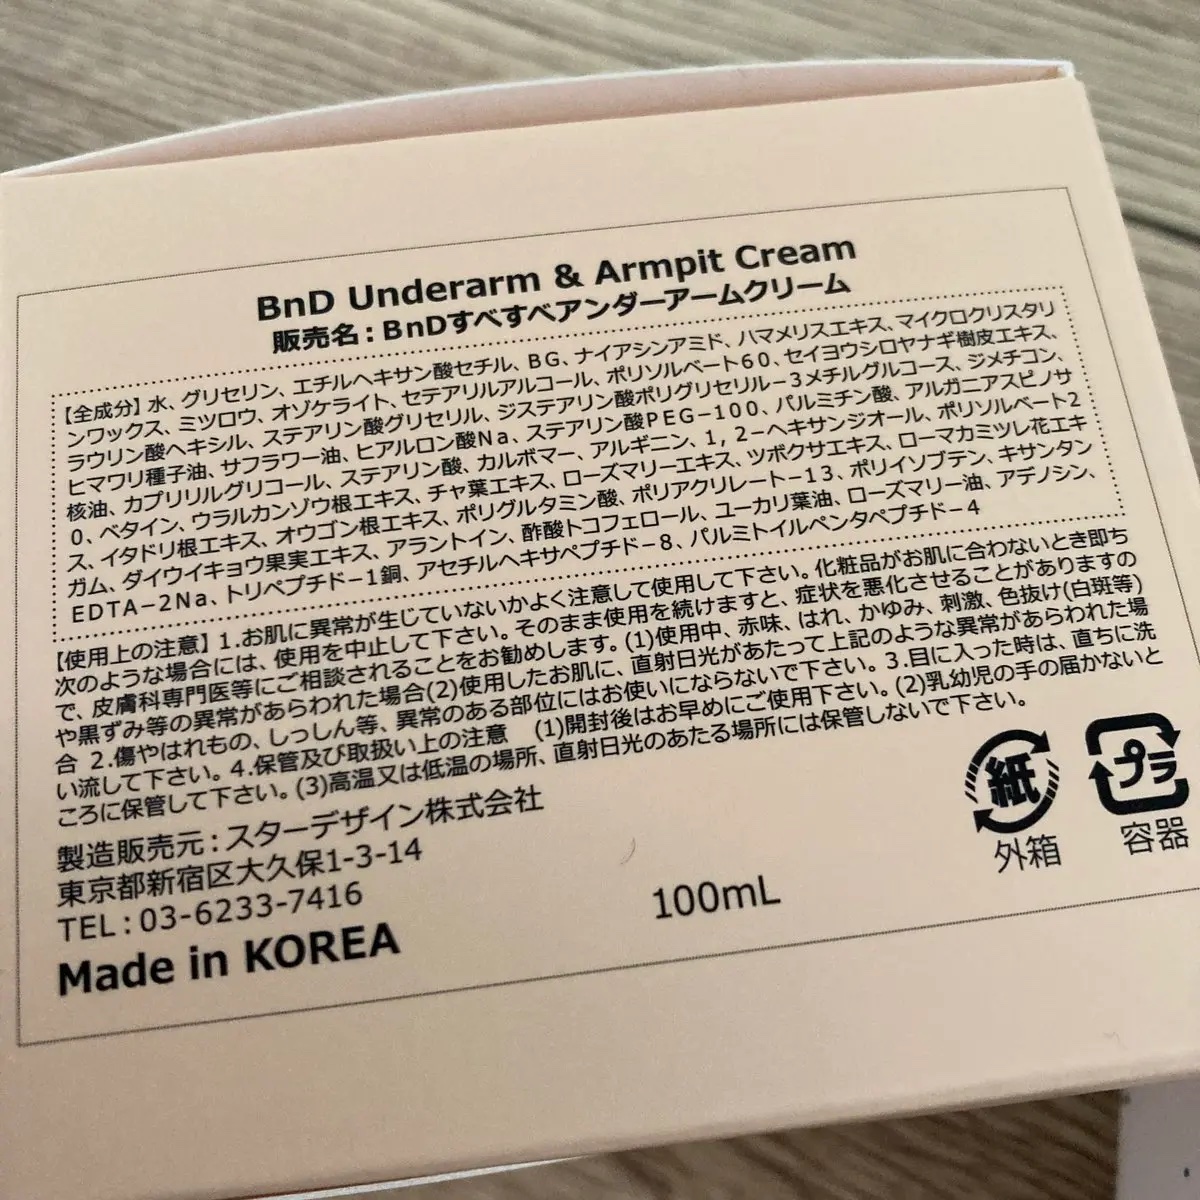 BnD Underarm & Armpit Cream
販売名：BnDすべすべアンダーアームクリーム
【全成分】水、グリセリン、エチルヘキサン酸セチル、BG、ナイアシンアミド、ハマメリスエキス、マイクロクリスタリ
ンワックス、ミツロウ、オゾケライト、セテアリルアルコール、ポリソルベート60、セイヨウシロヤナギ樹皮エキス、
ラウリン酸ヘキシル、ステアリン酸グリセリル、ジステアリン酸ポリグリセリル－3メチルグルコース、ジメチコン、
ヒマワリ種子油、サフラワー油、ヒアルロン酸Na、ステアリン酸PEG－100、パルミチン酸、アルガニアスピノサ
核油、カプリリルグリコール、ステアリン酸、カルボマー、アルギニン、1，2－ヘキサンジオール、ポリソルベート2
0、ベタイン、ウラルカンゾウ根エキス、チャ葉エキス、ローズマリーエキス、ツボクサエキス、ローマカミツレ花エキ
ス、イタドリ根エキス、オウゴン根エキス、ポリグルタミン酸、ポリアクリレート－13、ポリイソブテン、キサンタン
ガム、ダイウイキョウ果実エキス、アラントイン、酢酸トコフェロール、ユーカリ葉油、ローズマリー油、アデノシン、
EDTA－2Na、トリペプチド－1銅、アセチルヘキサペプチド－8、パルミトイルペンタペプチド－4
【使用上の注意】1.お肌に異常が生じていないかよく注意して使用して下さい。化粧品がお肌に合わないとき即ち
次のような場合には、使用を中止して下さい。そのまま使用を続けますと、症状を悪化させることがありますの
で、皮膚科専門医等にご相談されることをお勧めします。(1)使用中、赤味、はれ、かゆみ、刺激、色抜け(白斑等)
や黒ずみ等の異常があらわれた場合(2)使用したお肌に、直射日光があたって上記のような異常があらわれた場
合 2.傷やはれもの、しっしん等、異常のある部位にはお使いにならないで下さい。3.目に入った時は、直ちに洗
い流して下さい。4.保管及び取扱い上の注意　(1)開封後はお早めにご使用下さい。(2)乳幼児の手の届かないと
ころに保管して下さい。(3)高温又は低温の場所、直射日光のあたる場所には保管しないで下さい。
製造販売元：スターデザイン株式会社
東京都新宿区大久保1-3-14
TEL：03-6233-7416
Made in KOREA
100mL
紙
外箱
プラ
容器